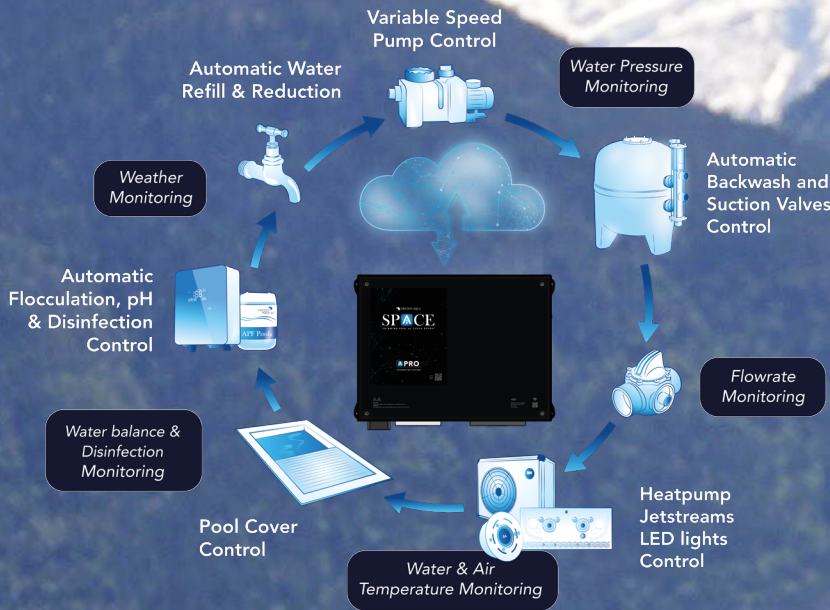 Variable Speed
Pump Control
Water Pressure
Monitoring
Automatic Water
Refill & Reduction
Weather
Monitoring
Automatic
Backwash and
Suction Valves
Control
Automatic
Flocculation, pH
& Disinfection
Control
APF Pools
SPACE
PRO
Flowrate
Monitoring
Water balance &
Disinfection
Monitoring
Heatpump
Jetstreams
LED lights
Control
Pool Cover
Control
Water & Air
Temperature Monitoring